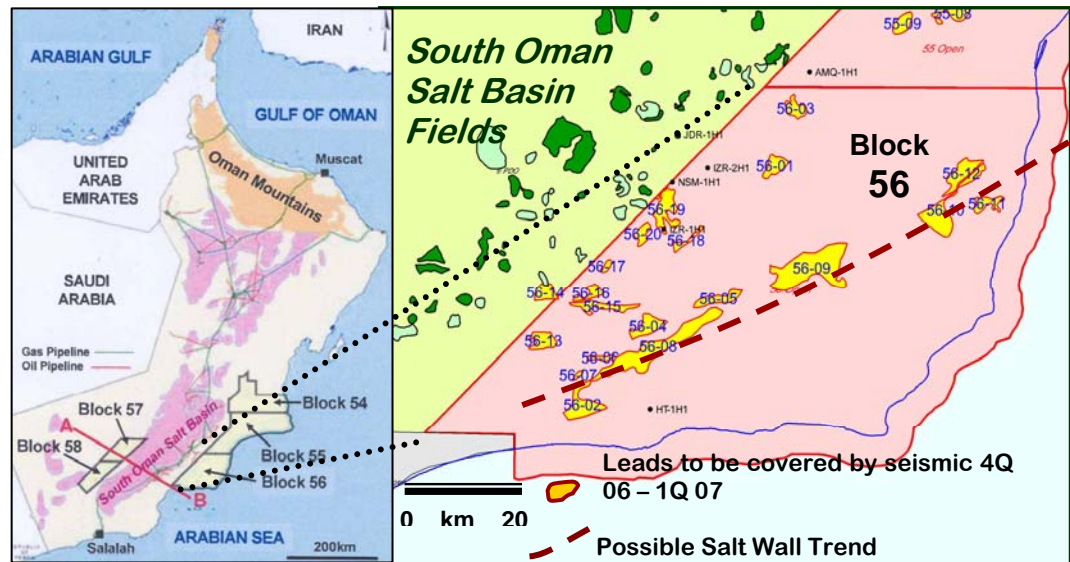 IRAN
ARABIAN GULF
GULF OF OMAN
Oman Mountains
Muscat
UNITED
ARAB
EMIRATES
SAUDI
ARABIA
Gas Pipeline
Oil Pipeline
Block 54
Block 57
A
Block 58
South Oman Salt Basin
Block 55
Block 56
B
Salalah
ARABIAN SEA
200km
South Oman
Salt Basin
Fields
55-09
55-08
55 Open
AMQ-1H1
56-03
JDR-1H1
Block
56
IZR-2H1
56-01
NSM-1H1
56-12
56-19
56-10
56-11
IZR-1H1
56-20
56-18
56-17
56-09
56-14
56-16
56-15
56-05
56-04
56-13
56-08
56-06
56-07
56-02
HT-1H1
Leads to be covered by seismic 4Q
06 – 1Q 07
0 km 20
Possible Salt Wall Trend